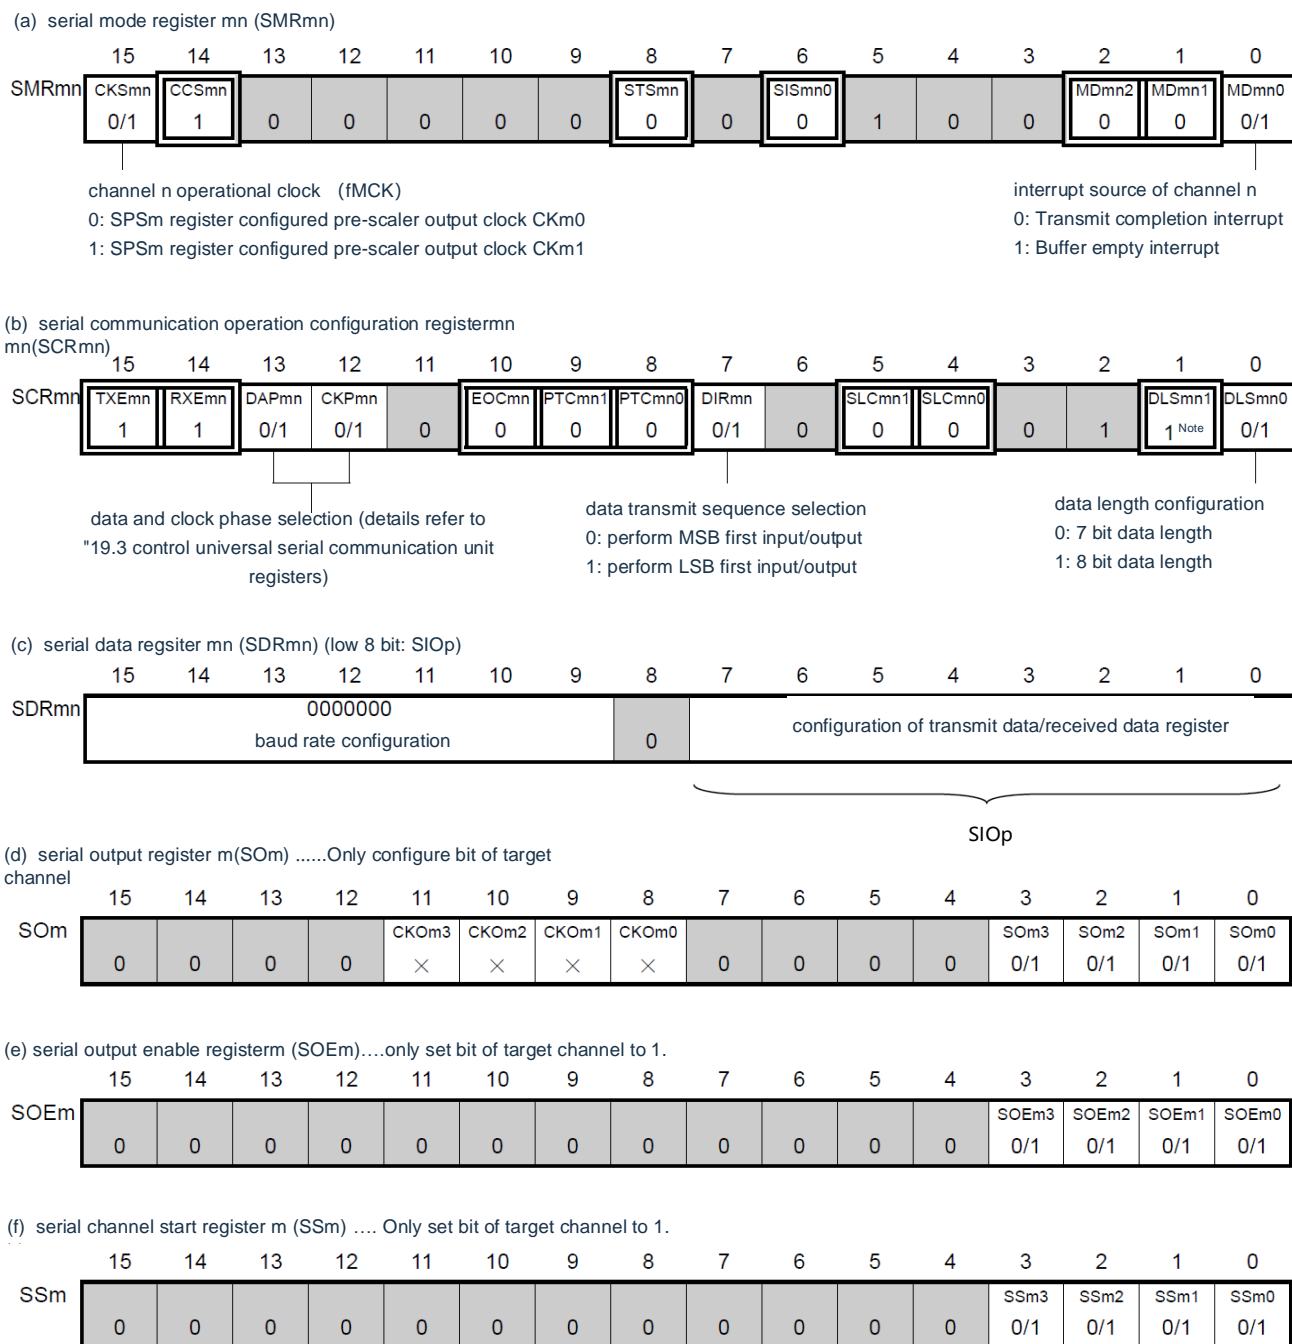 (a) serial mode register mn (SMRmn)
15 14 13 12 11 10 9 8 7 6 5 4 3 2 1 0
SMRmn CKSmn CCSmn STSmn SISmn0 MDmn2 MDmn1 MDmn0
0/1 1 0 0 0 0 0 0 0 0 1 0 0 0 0 0/1
channel n operational clock (fMCK)
0: SPSm register configured pre-scaler output clock CKm0
1: SPSm register configured pre-scaler output clock CKm1
interrupt source of channel n
0: Transmit completion interrupt
1: Buffer empty interrupt
(b) serial communication operation configuration registermn
mn(SCRmn)
15 14 13 12 11 10 9 8 7 6 5 4 3 2 1 0
SCRmn TXEmn RXEmn DAPmn CKPmn EOCmn PTCmn1 PTCmn0 DIRmn SLCmn1 SLCmn0 DLSmn1 DLSmn0
1 1 0/1 0/1 0 0 0 0 0/1 0 0 0 0 1 1 Note 0/1
data and clock phase selection (details refer to
"19.3 control universal serial communication unit
registers)
data transmit sequence selection
0: perform MSB first input/output
1: perform LSB first input/output
data length configuration
0: 7 bit data length
1: 8 bit data length
(c) serial data regsiter mn (SDRmn) (low 8 bit: SIOp)
15 14 13 12 11 10 9 8 7 6 5 4 3 2 1 0
SDRmn 0000000
baud rate configuration 0 configuration of transmit data/received data register
SIOp
(d) serial output register m(SOm) ......Only configure bit of target
channel
15 14 13 12 11 10 9 8 7 6 5 4 3 2 1 0
SOm CKOm3 CKOm2 CKOm1 CKOm0 SOm3 SOm2 SOm1 SOm0
0 0 0 0 × × × × 0 0 0 0 0/1 0/1 0/1 0/1
(e) serial output enable registerm (SOEm)....only set bit of target channel to 1.
15 14 13 12 11 10 9 8 7 6 5 4 3 2 1 0
SOEm SOEm3 SOEm2 SOEm1 SOEm0
0 0 0 0 0 0 0 0 0 0 0 0 0/1 0/1 0/1 0/1
(f) serial channel start register m (SSm) .... Only set bit of target channel to 1.
15 14 13 12 11 10 9 8 7 6 5 4 3 2 1 0
SSm SSm3 SSm2 SSm1 SSm0
0 0 0 0 0 0 0 0 0 0 0 0 0/1 0/1 0/1 0/1